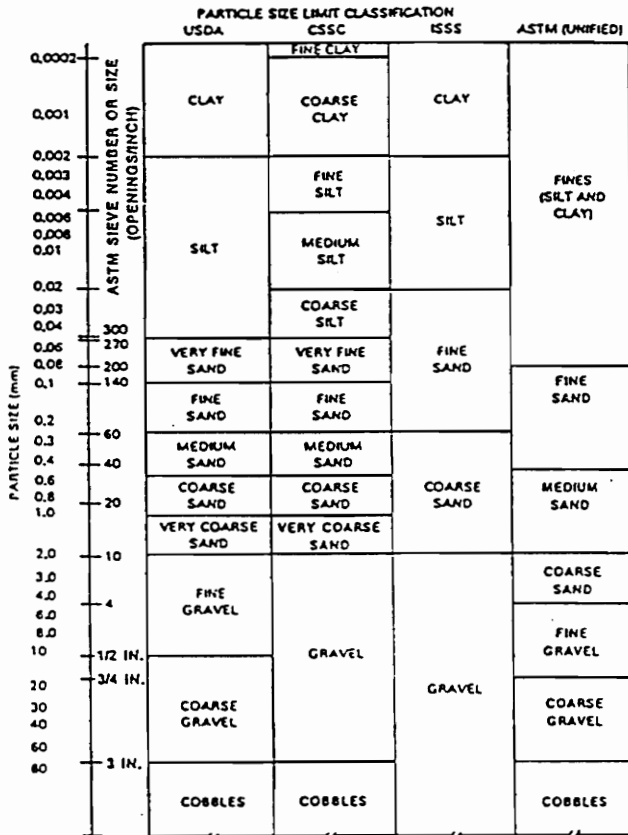 PARTICLE SIZE LIMIT CLASSIFICATION
USDA CSSC ISSS ASTM (UNIFIED)
PARTICLE SIZE (mm)
0.0002
0.001
0.002
0.003
0.004
0.006
0.008
0.01
0.02
0.03
0.04
0.06
0.08
0.1
0.2
0.3
0.4
0.6
0.8
1.0
2.0
3.0
4.0
6.0
8.0
10
20
30
40
60
80
ASTM SIEVE NUMBER OR SIZE
(OPENINGS/INCH)
300
270
200
140
60
40
20
10
4
1/2 IN.
3/4 IN.
3 IN.
CLAY
SILT
VERY FINE
SAND
FINE
SAND
MEDIUM
SAND
COARSE
SAND
VERY COARSE
SAND
FINE
GRAVEL
COARSE
GRAVEL
COBBLES
FINE CLAY
COARSE
CLAY
FINE
SILT
MEDIUM
SILT
COARSE
SILT
VERY FINE
SAND
FINE
SAND
MEDIUM
SAND
COARSE
SAND
VERY COARSE
SAND
GRAVEL
COBBLES
CLAY
SILT
FINE
SAND
COARSE
SAND
GRAVEL
FINES
(SILT AND
CLAY)
FINE
SAND
MEDIUM
SAND
COARSE
SAND
FINE
GRAVEL
COARSE
GRAVEL
COBBLES